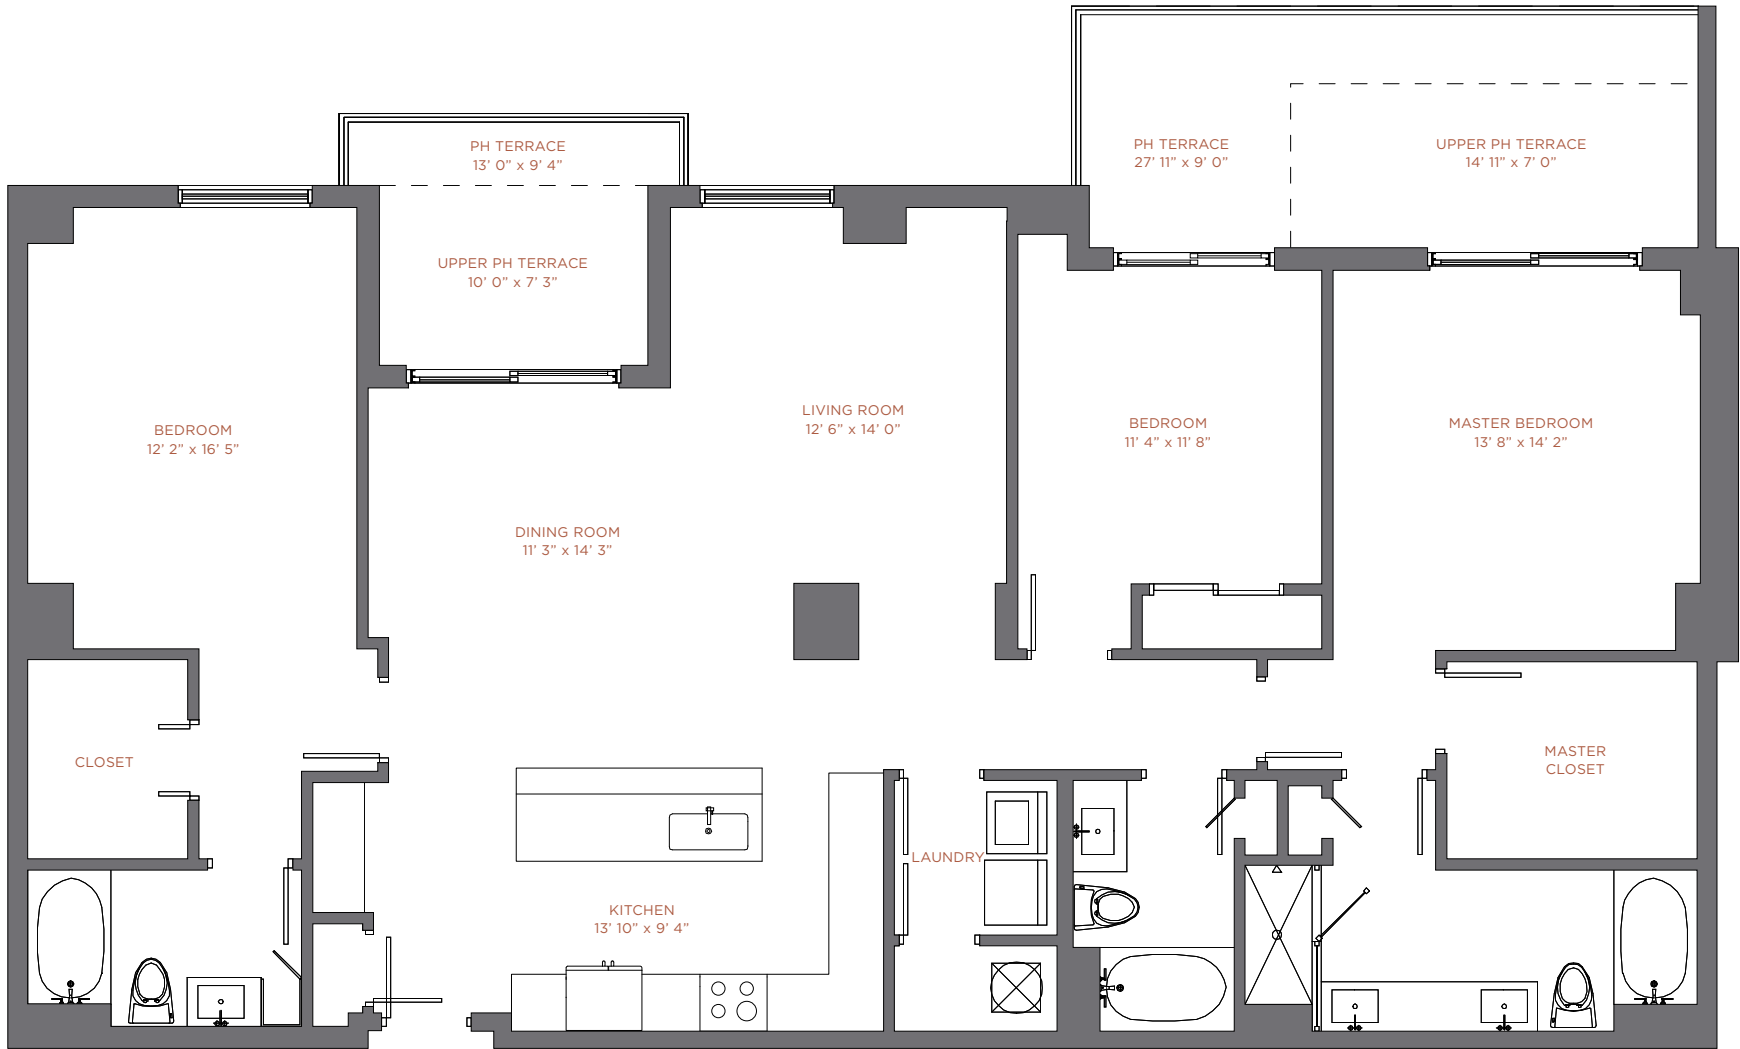 PH TERRACE
13’ 0” x 9’ 4”
PH TERRACE
27’ 11” x 9’ 0”
UPPER PH TERRACE
14’ 11” x 7’ 0”
UPPER PH TERRACE
10’ 0” x 7’ 3”
BEDROOM
12’ 2” x 16’ 5”
LIVING ROOM
12’ 6” x 14’ 0”
BEDROOM
11’ 4” x 11’ 8”
MASTER BEDROOM
13’ 8” x 14’ 2”
DINING ROOM
11’ 3” x 14’ 3”
CLOSET
MASTER
CLOSET
LAUNDRY
KITCHEN
13’ 10” x 9’ 4”